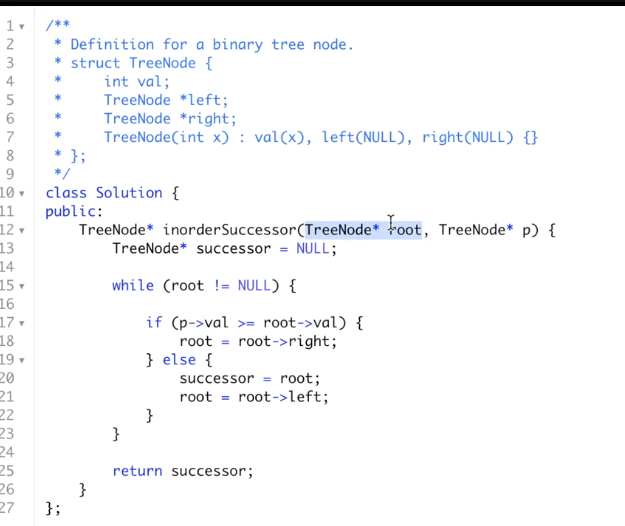 1 /**
2  * Definition for a binary tree node.
3  * struct TreeNode {
4  *     int val;
5  *     TreeNode *left;
6  *     TreeNode *right;
7  *     TreeNode(int x) : val(x), left(NULL), right(NULL) {}
8  * };
9  */
10 class Solution {
11 public:
12     TreeNode* inorderSuccessor(TreeNode* root, TreeNode* p) {
13         TreeNode* successor = NULL;
14
15         while (root != NULL) {
16
17             if (p->val >= root->val) {
18                 root = root->right;
19             } else {
20                 successor = root;
21                 root = root->left;
22             }
23         }
24
25         return successor;
26     }
27 };